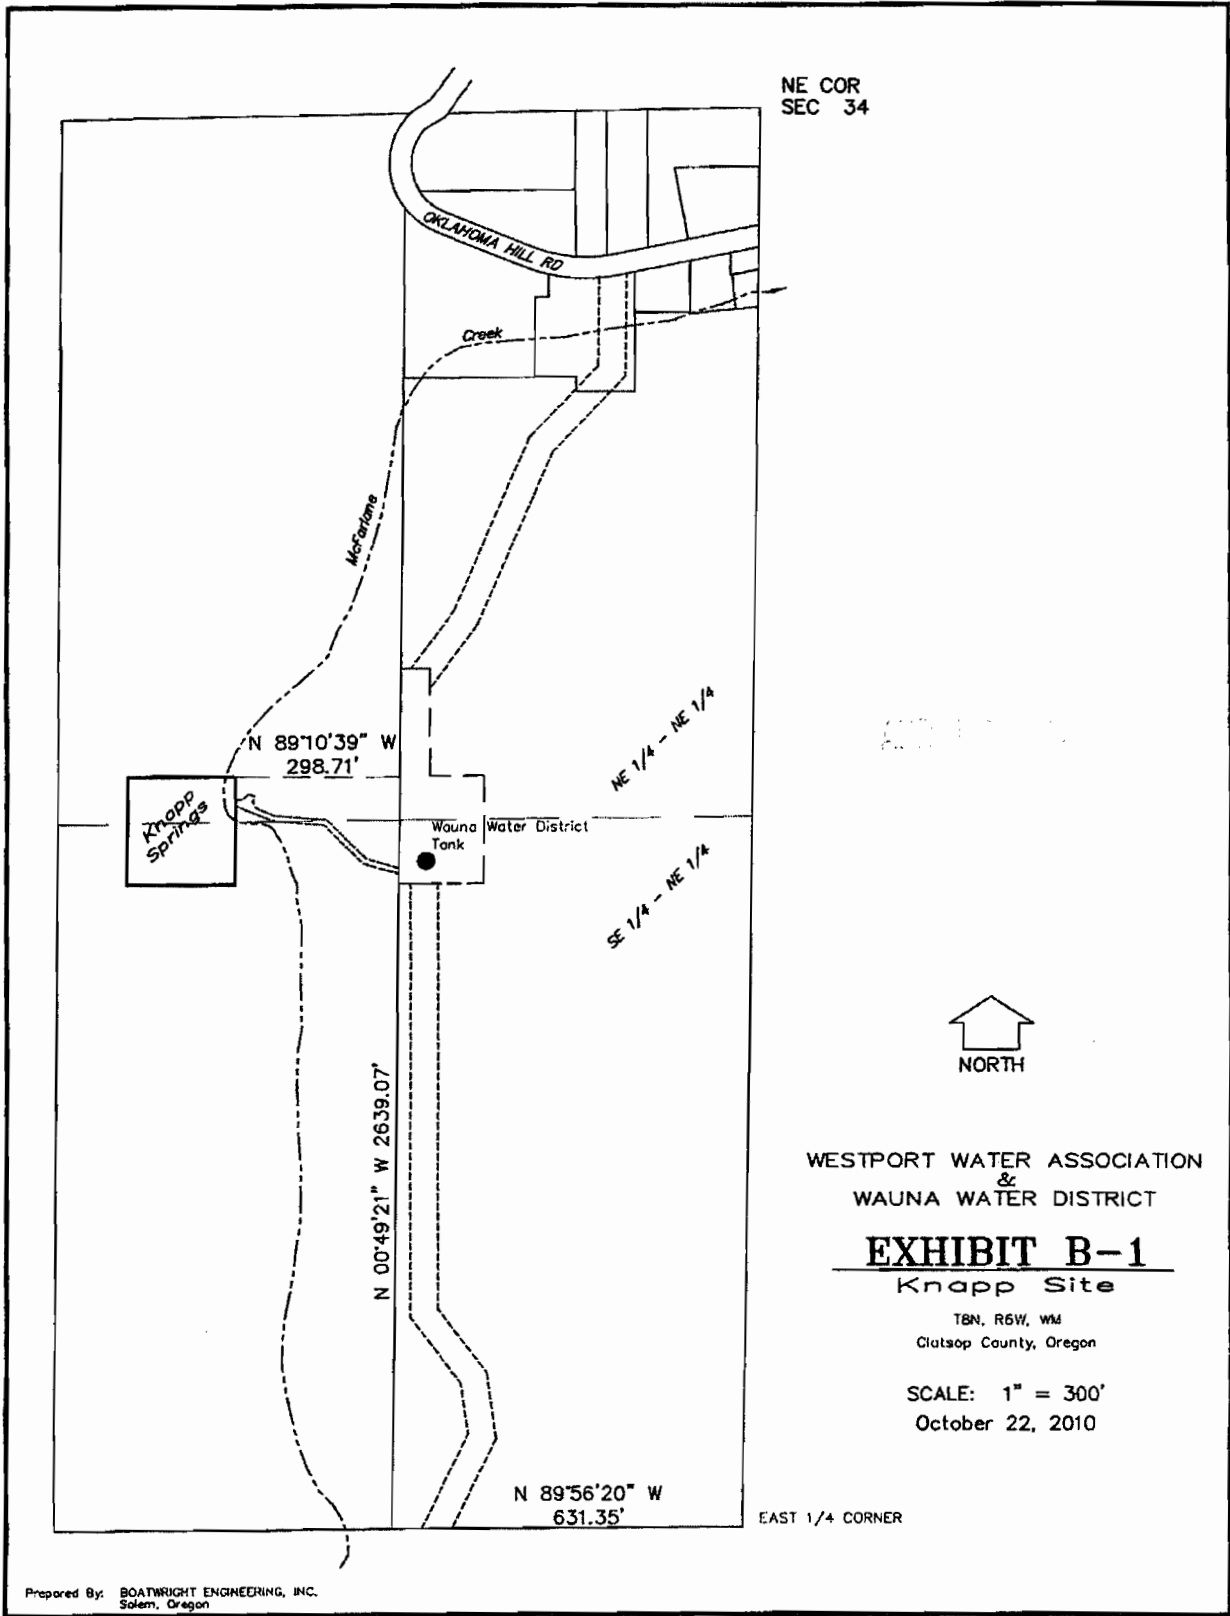 NE COR
SEC 34
OKLAHOMA HILL RD
Creek
McFarlane
N 89°10'39" W
298.71'
NE 1/4 - NE 1/4
Knapp
Springs
Wauna Water District
Tank
SE 1/4 - NE 1/4
NORTH
N 00°49'21" W 2639.07'
WESTPORT WATER ASSOCIATION
&
WAUNA WATER DISTRICT
EXHIBIT B-1
Knapp Site
T8N, R6W, WM
Clatsop County, Oregon
SCALE: 1" = 300'
October 22, 2010
N 89°56'20" W
631.35'
EAST 1/4 CORNER
Prepared By: BOATWRIGHT ENGINEERING, INC.
Salem, Oregon